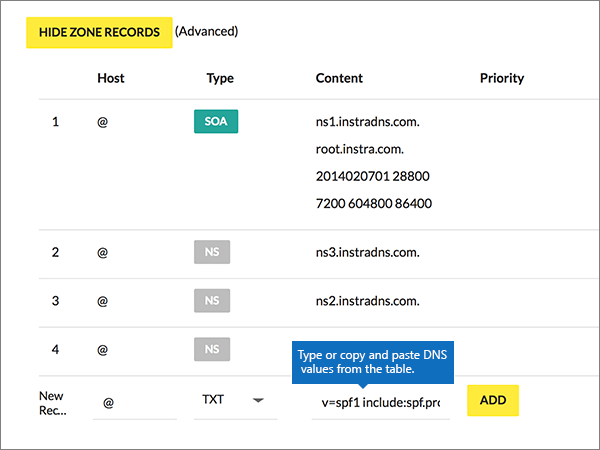 HIDE ZONE RECORDS (Advanced)
Host Type Content Priority
1 @ SOA ns1.instradns.com.
root.instra.com.
2014020701 28800
7200 604800 86400
2 @ NS ns3.instradns.com.
3 @ NS ns2.instradns.com.
4 @ NS
Type or copy and paste DNS
values from the table.
New
Rec... @ TXT v=spf1 include:spf.prc ADD